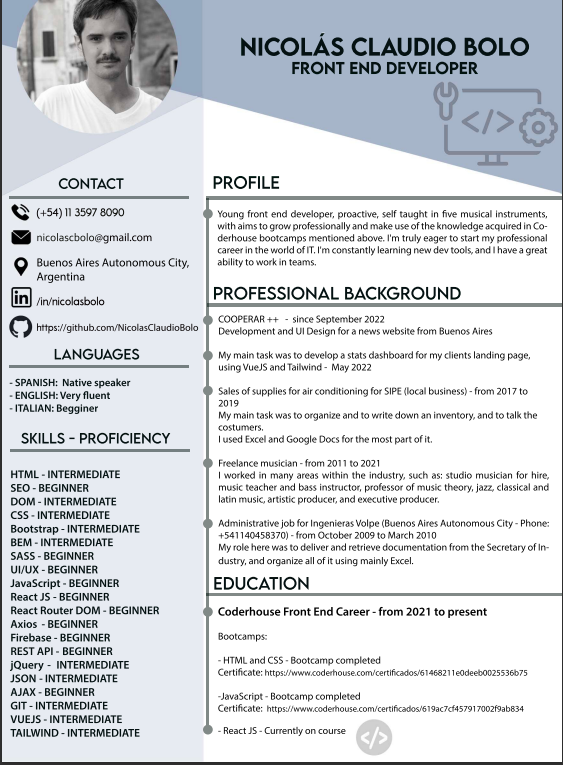 NICOLÁS CLAUDIO BOLO
FRONT END DEVELOPER
</>
CONTACT
(+54) 11 3597 8090
nicolascbolo@gmail.com
Buenos Aires Autonomous City,
Argentina
in
/in/nicolasbolo
https://github.com/NicolasClaudioBolo
LANGUAGES
- SPANISH: Native speaker
- ENGLISH: Very fluent
- ITALIAN: Begginer
SKILLS - PROFICIENCY
HTML - INTERMEDIATE
SEO - BEGINNER
DOM - INTERMEDIATE
CSS - INTERMEDIATE
Bootstrap - INTERMEDIATE
BEM - INTERMEDIATE
SASS - BEGINNER
UI/UX - BEGINNER
JavaScript - BEGINNER
React JS - BEGINNER
React Router DOM - BEGINNER
Axios - BEGINNER
Firebase - BEGINNER
REST API - BEGINNER
jQuery - INTERMEDIATE
JSON - INTERMEDIATE
AJAX - BEGINNER
GIT - INTERMEDIATE
VUEJS - INTERMEDIATE
TAILWIND - INTERMEDIATE
PROFILE
Young front end developer, proactive, self taught in five musical instruments,
with aims to grow professionally and make use of the knowledge acquired in Co-
derhouse bootcamps mentioned above. I'm truly eager to start my professional
career in the world of IT. I'm constantly learning new dev tools, and I have a great
ability to work in teams.
PROFESSIONAL BACKGROUND
COOPERAR ++ - since September 2022
Development and UI Design for a news website from Buenos Aires
My main task was to develop a stats dashboard for my clients landing page,
using VueJS and Tailwind - May 2022
Sales of supplies for air conditioning for SIPE (local business) - from 2017 to
2019
My main task was to organize and to write down an inventory, and to talk the
costumers.
I used Excel and Google Docs for the most part of it.
Freelance musician - from 2011 to 2021
I worked in many areas within the industry, such as: studio musician for hire,
music teacher and bass instructor, professor of music theory, jazz, classical and
latin music, artistic producer, and executive producer.
Administrative job for Ingenieras Volpe (Buenos Aires Autonomous City - Phone:
+541140458370) - from October 2009 to March 2010
My role here was to deliver and retrieve documentation from the Secretary of In-
dustry, and organize all of it using mainly Excel.
EDUCATION
Coderhouse Front End Career - from 2021 to present
Bootcamps:
- HTML and CSS - Bootcamp completed
Certificate: https://www.coderhouse.com/certificados/61468211e0deeb0025536b75
-JavaScript - Bootcamp completed
Certificate: https://www.coderhouse.com/certificados/619ac7cf457917002f9ab834
- React JS - Currently on course
</>